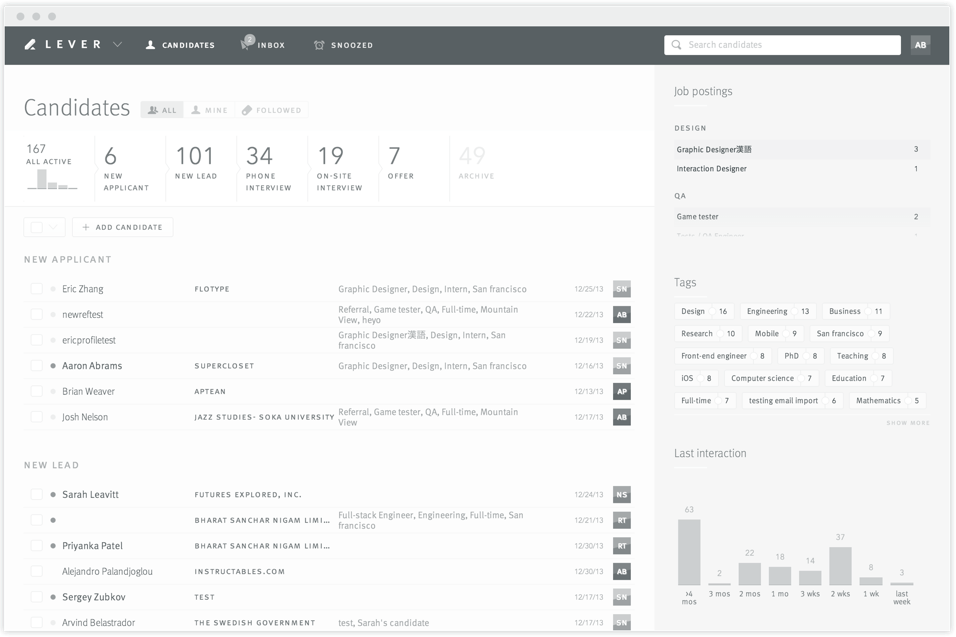 LEVER CANDIDATES 2 INBOX SNOOZED Search candidates AB
Candidates ALL MINE FOLLOWED
167 ALL ACTIVE
6 NEW APPLICANT
101 NEW LEAD
34 PHONE INTERVIEW
19 ON-SITE INTERVIEW
7 OFFER
49 ARCHIVE
+ ADD CANDIDATE
NEW APPLICANT
Eric Zhang FLOTYPE Graphic Designer, Design, Intern, San francisco 12/25/13 SN
newreftest Referral, Game tester, QA, Full-time, Mountain
View, heyo 12/22/13 AB
ericprofiletest Graphic Designer漢語, Design, Intern, San
francisco 12/19/13 SN
Aaron Abrams SUPERCLOSET Graphic Designer, Design, Intern, San francisco 12/16/13 SN
Brian Weaver APTEAN 12/13/13 AP
Josh Nelson JAZZ STUDIES- SOKA UNIVERSITY Referral, Game tester, QA, Full-time, Mountain
View 12/17/13 AB
NEW LEAD
Sarah Leavitt FUTURES EXPLORED, INC. 12/24/13 NS
BHARAT SANCHAR NIGAM LIMI... Full-stack Engineer, Engineering, Full-time, San
francisco 12/21/13 RT
Priyanka Patel BHARAT SANCHAR NIGAM LIMI... 12/30/13 RT
Alejandro Palandjoglou INSTRUCTABLES.COM 12/30/13 AB
Sergey Zubkov TEST 12/17/13 SN
Arvind Belastrador THE SWEDISH GOVERNMENT test, Sarah's candidate 12/17/13 SN
Job postings
DESIGN
Graphic Designer漢語 3
Interaction Designer 1
QA
Game tester 2
Tags
Design 16 Engineering 13 Business 11
Research 10 Mobile 9 San francisco 9
Front-end engineer 8 PhD 8 Teaching 8
iOS 8 Computer science 7 Education 7
Full-time 7 testing email import 6 Mathematics 5
SHOW MORE
Last interaction
63 2 22 18 14 37 8 3
>4 mos 3 mos 2 mos 1 mo 3 wks 2 wks 1 wk last week